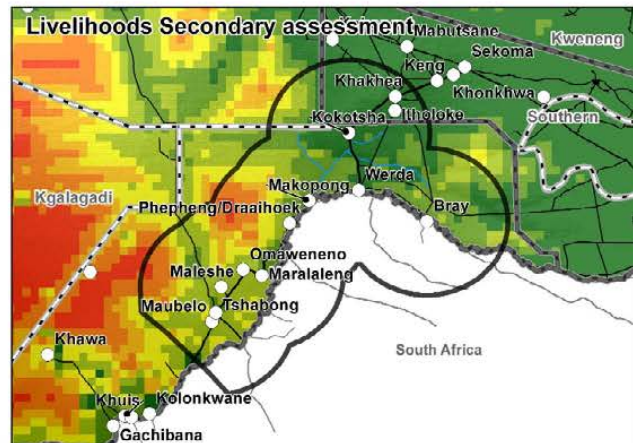 Livelihoods Secondary assessment
Mabutsane
Kweneng
Keng
Sekoma
Khakhea
Khonkhwa
Kokotsha
Itholoke
Southern
Kgalagadi
Makopong
Werda
Phepheng/Draaihoek
Bray
Omaweneno
Maleshe
Maralaleng
Maubelo
Tshabong
Khawa
South Africa
Khuis
Kolonkwane
Gachibana